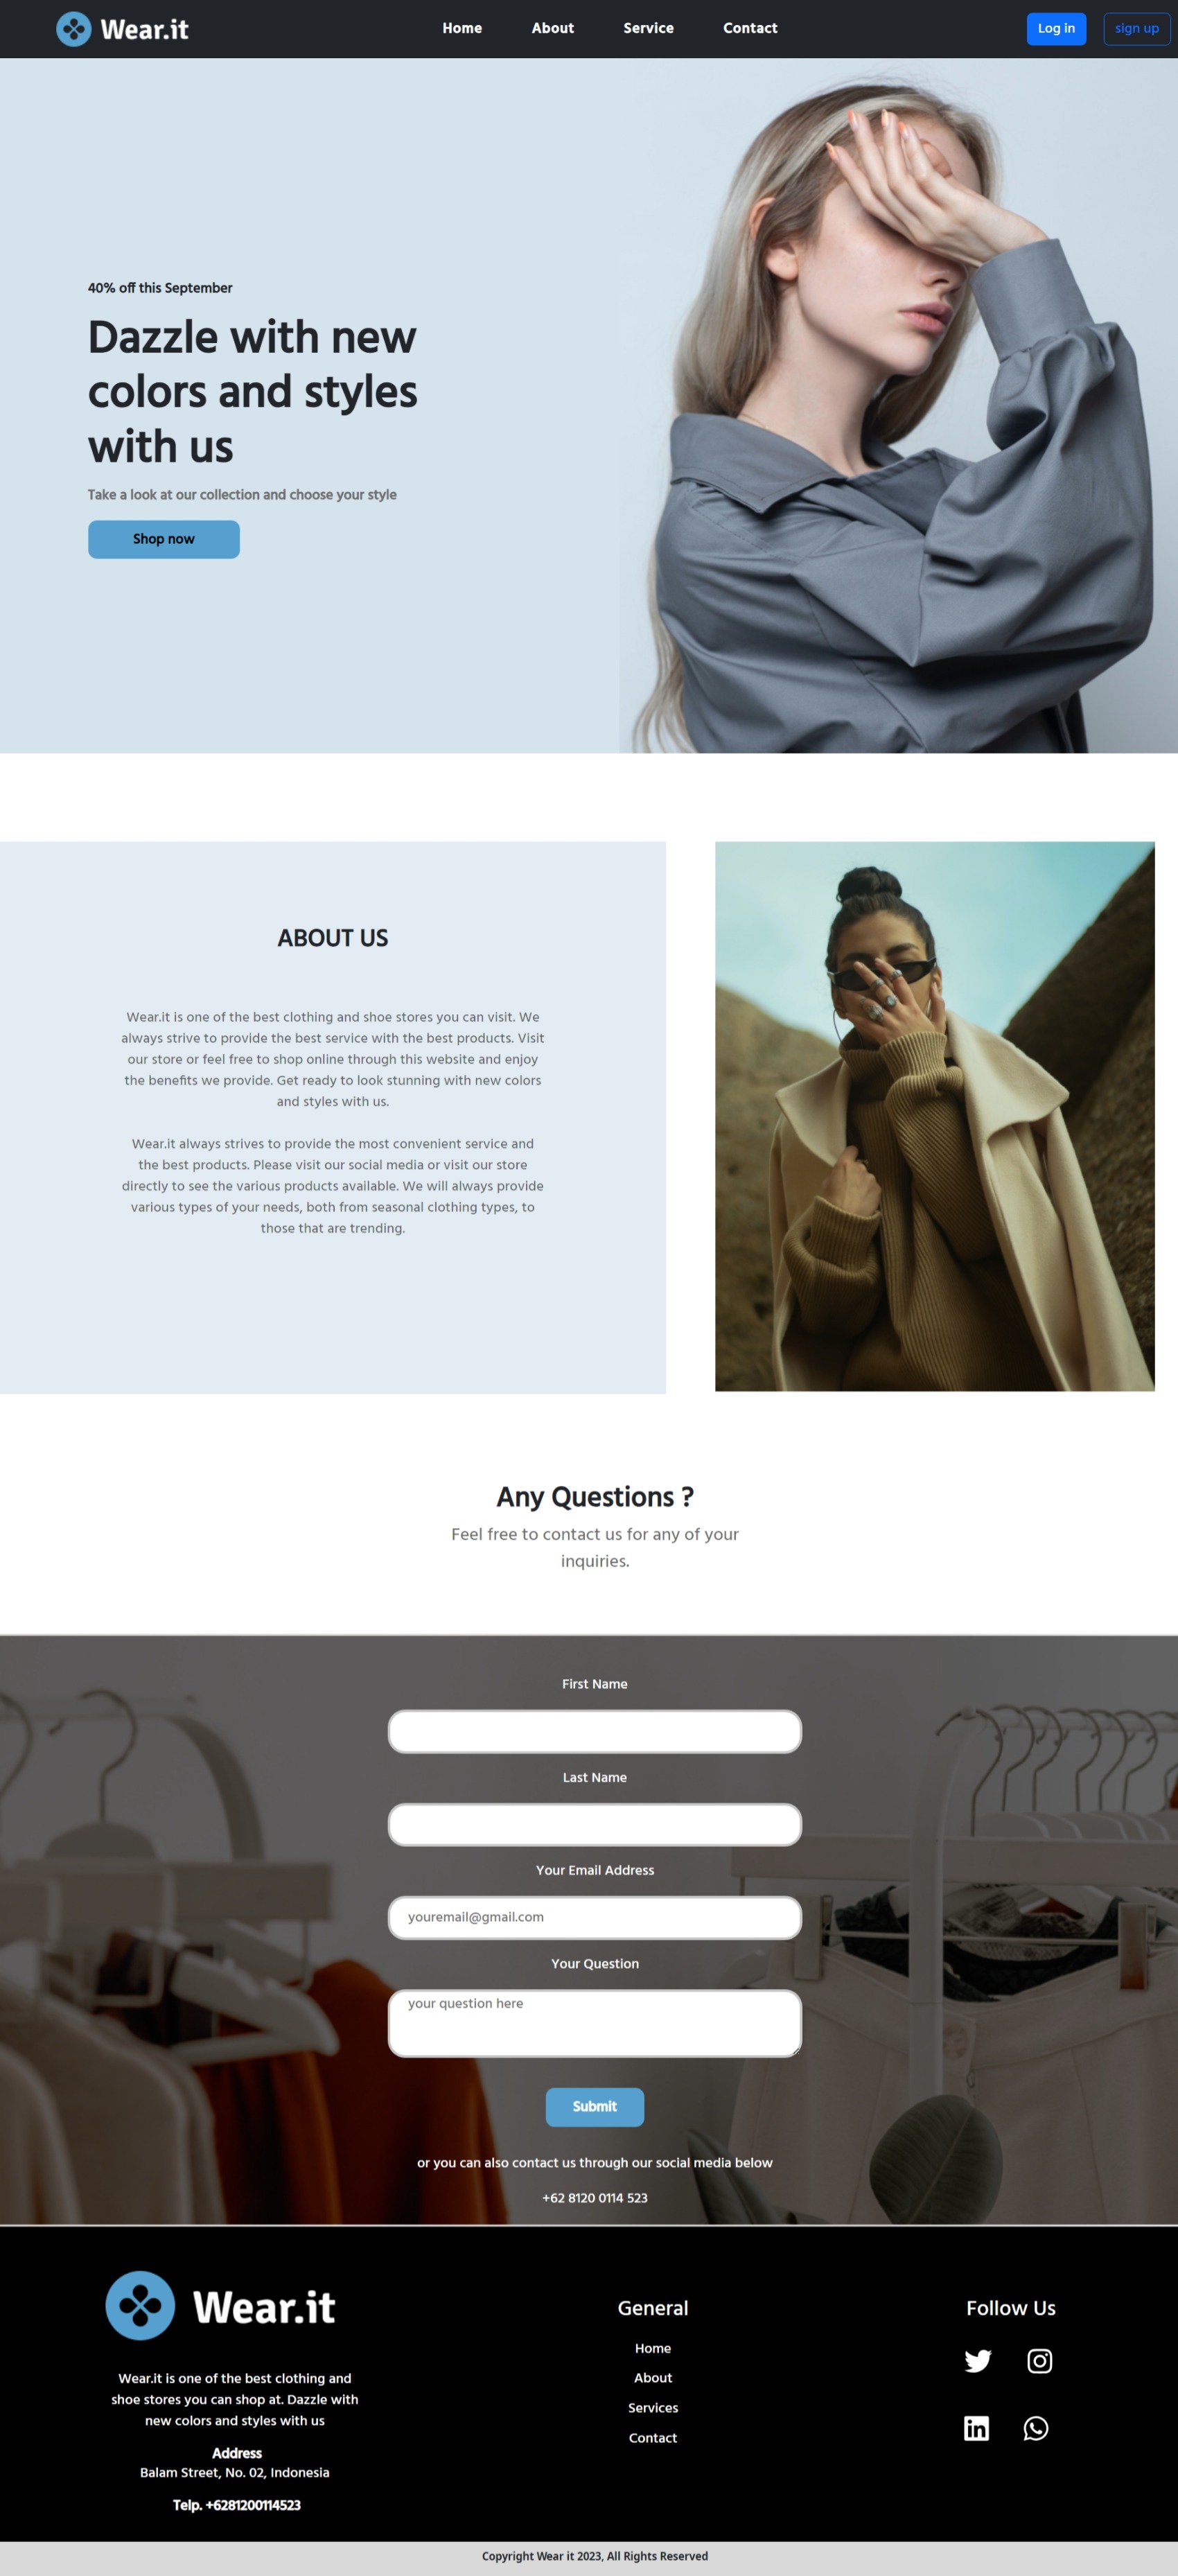 Wear.it
Home
About
Service
Contact
Log in
sign up
40% off this September
Dazzle with new
colors and styles
with us
Take a look at our collection and choose your style
Shop now
ABOUT US
Wear.it is one of the best clothing and shoe stores you can visit. We
always strive to provide the best service with the best products. Visit
our store or feel free to shop online through this website and enjoy
the benefits we provide. Get ready to look stunning with new colors
and styles with us.
Wear.it always strives to provide the most convenient service and
the best products. Please visit our social media or visit our store
directly to see the various products available. We will always provide
various types of your needs, both from seasonal clothing types, to
those that are trending.
Any Questions ?
Feel free to contact us for any of your
inquiries.
First Name
Last Name
Your Email Address
youremail@gmail.com
Your Question
your question here
Submit
or you can also contact us through our social media below
+62 8120 0114 523
Wear.it
Wear.it is one of the best clothing and
shoe stores you can shop at. Dazzle with
new colors and styles with us
Address
Balam Street, No. 02, Indonesia
Telp. +6281200114523
General
Home
About
Services
Contact
Follow Us
in
Copyright Wear it 2023, All Rights Reserved